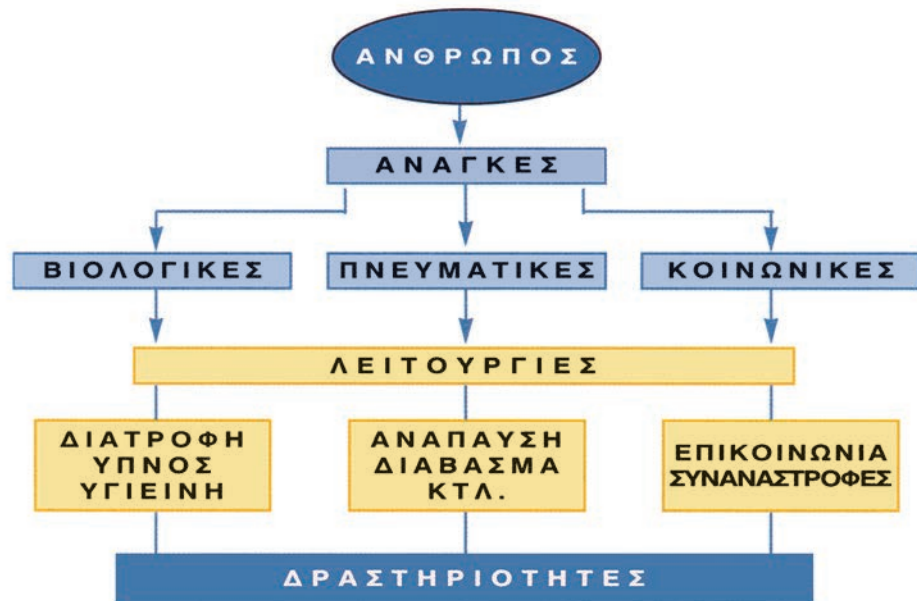 ΑΝΘΡΩΠΟΣ
ΑΝΑΓΚΕΣ
ΒΙΟΛΟΓΙΚΕΣ
ΠΝΕΥΜΑΤΙΚΕΣ
ΚΟΙΝΩΝΙΚΕΣ
ΛΕΙΤΟΥΡΓΙΕΣ
ΔΙΑΤΡΟΦΗ
ΥΠΝΟΣ
ΥΓΙΕΙΝΗ
ΑΝΑΠΑΥΣΗ
ΔΙΑΒΑΣΜΑ
ΚΤΛ.
ΕΠΙΚΟΙΝΩΝΙΑ
ΣΥΝΑΝΑΣΤΡΟΦΕΣ
ΔΡΑΣΤΗΡΙΟΤΗΤΕΣ